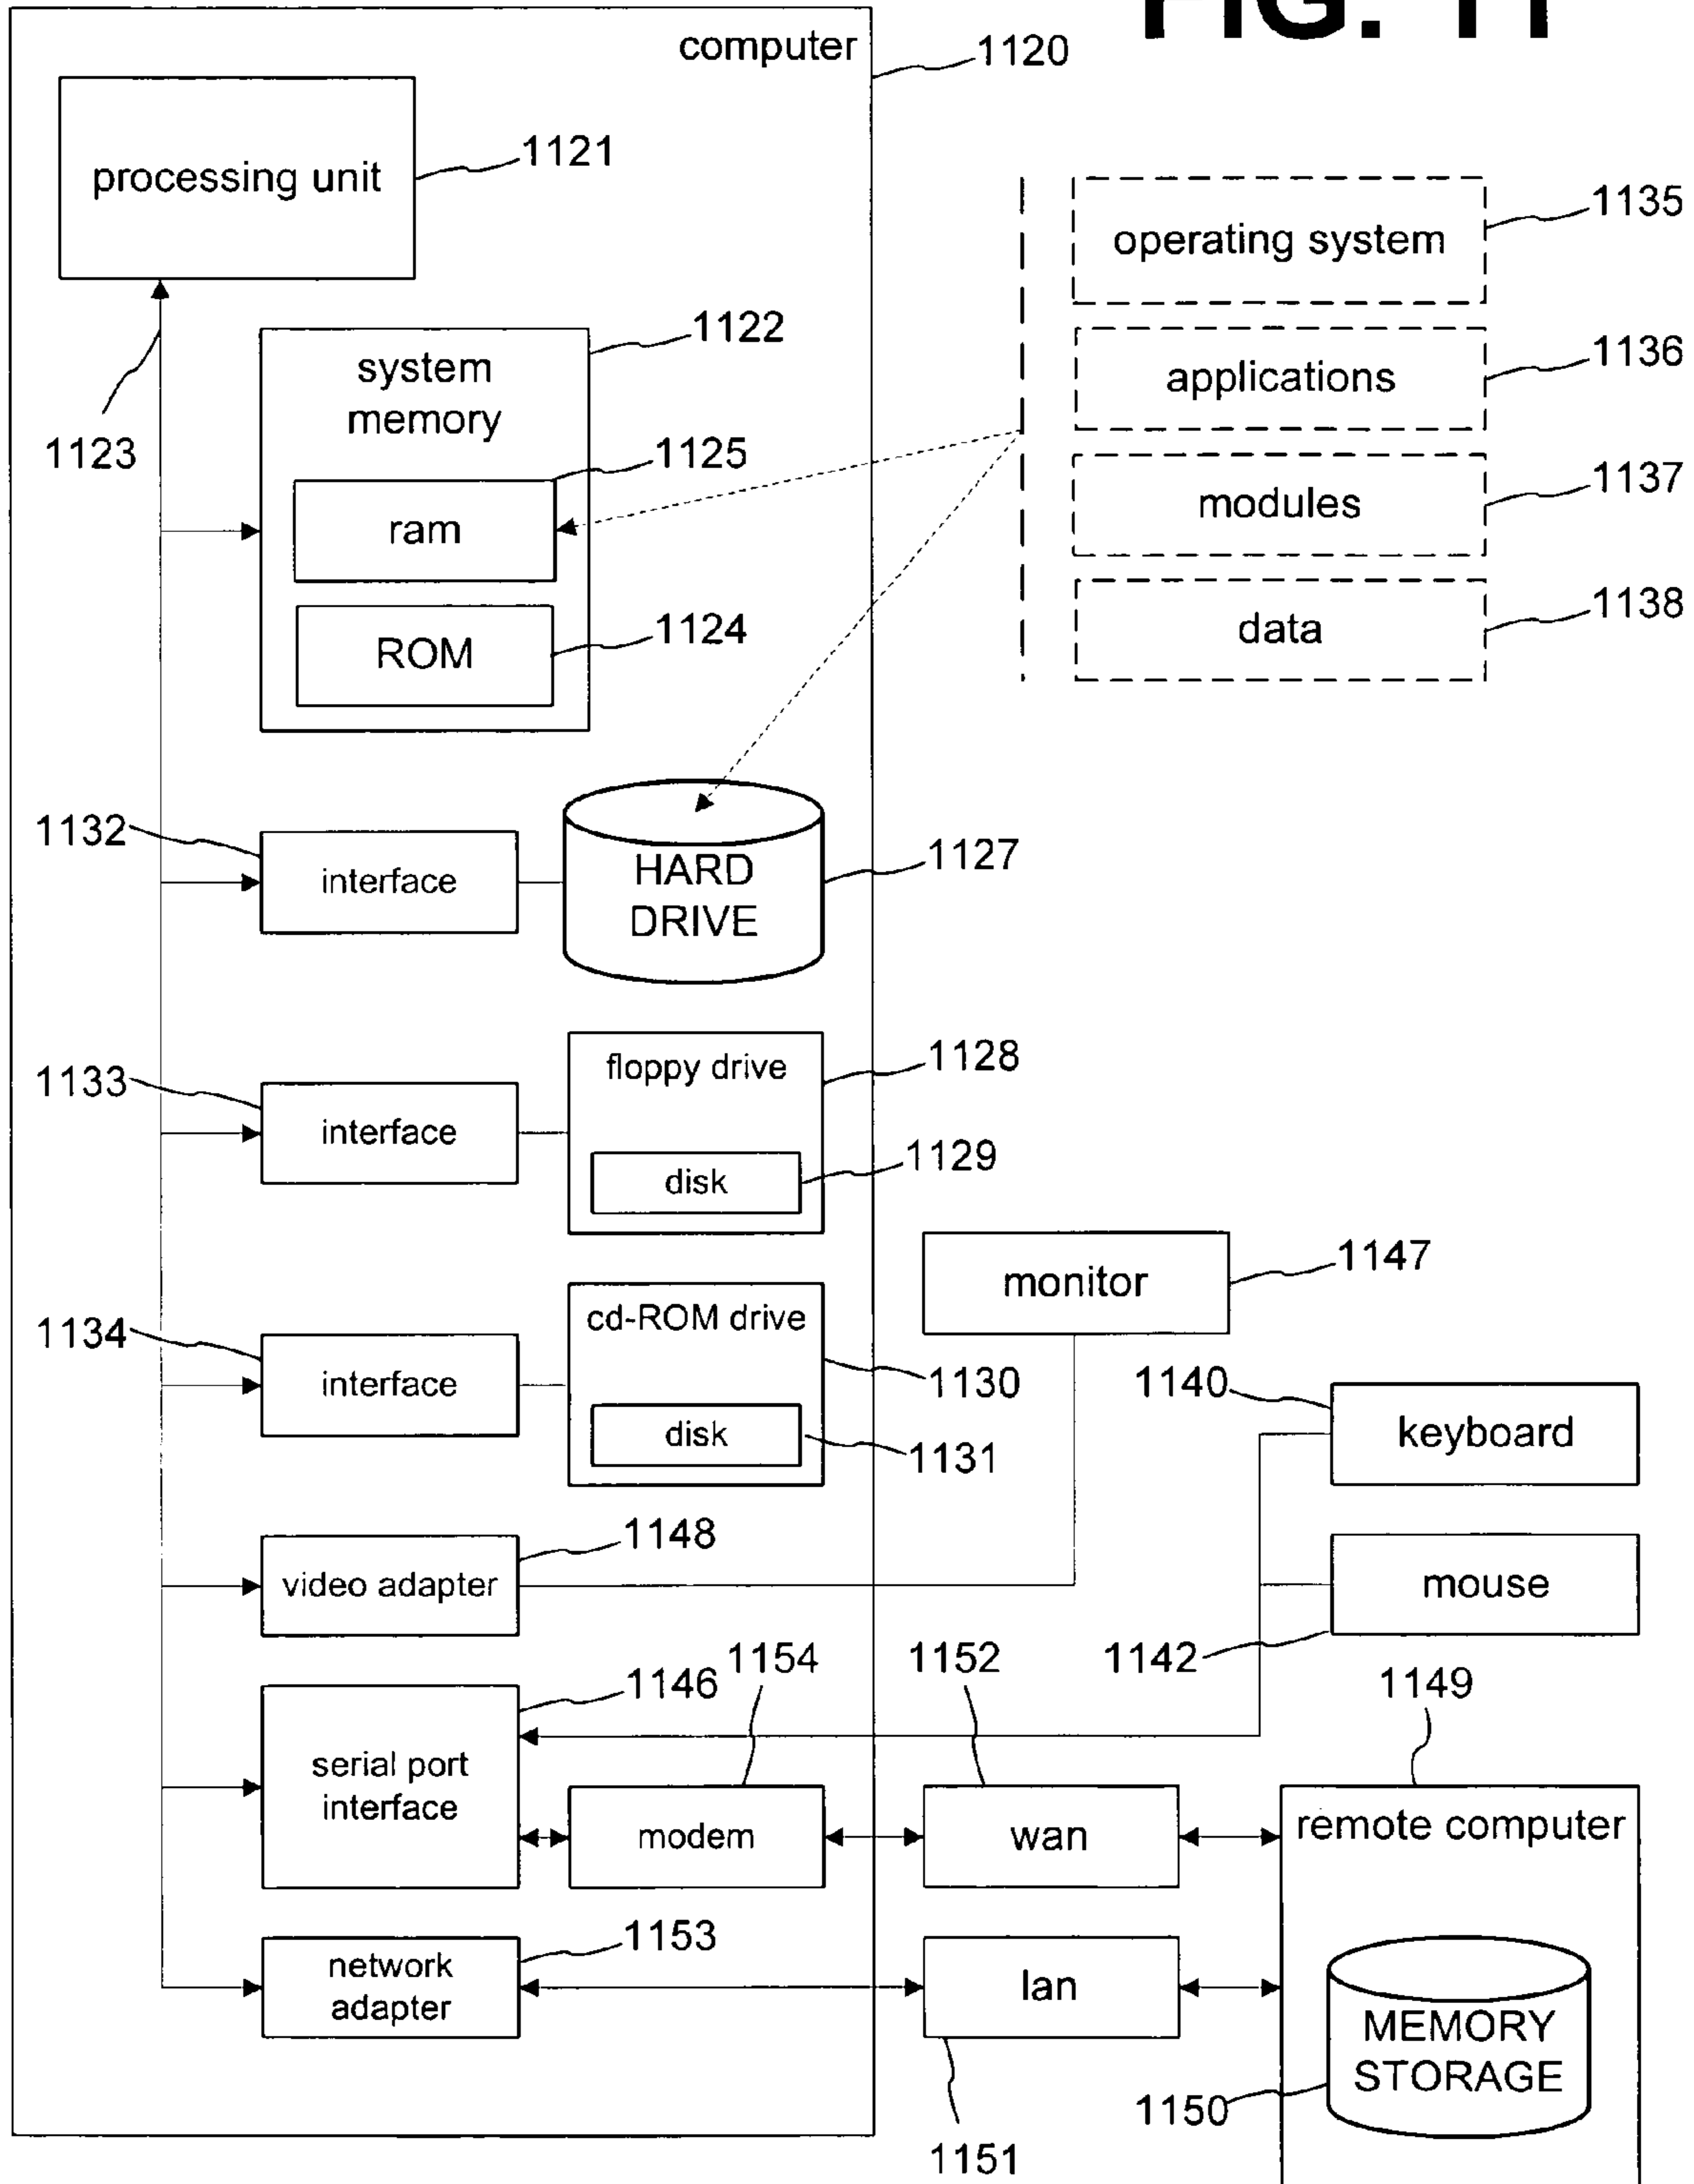 FIG. 11
computer
1120
processing unit
1121
1123
system
memory
1122
ram
1125
ROM
1124
operating system
1135
applications
1136
modules
1137
data
1138
1132
interface
HARD
DRIVE
1127
1133
interface
floppy drive
1128
disk
1129
1134
interface
cd-ROM drive
1130
disk
1131
monitor
1147
1140
keyboard
mouse
1142
video adapter
1148
serial port
interface
1146
modem
1154
wan
1152
remote computer
1149
network
adapter
1153
lan
1151
MEMORY
STORAGE
1150